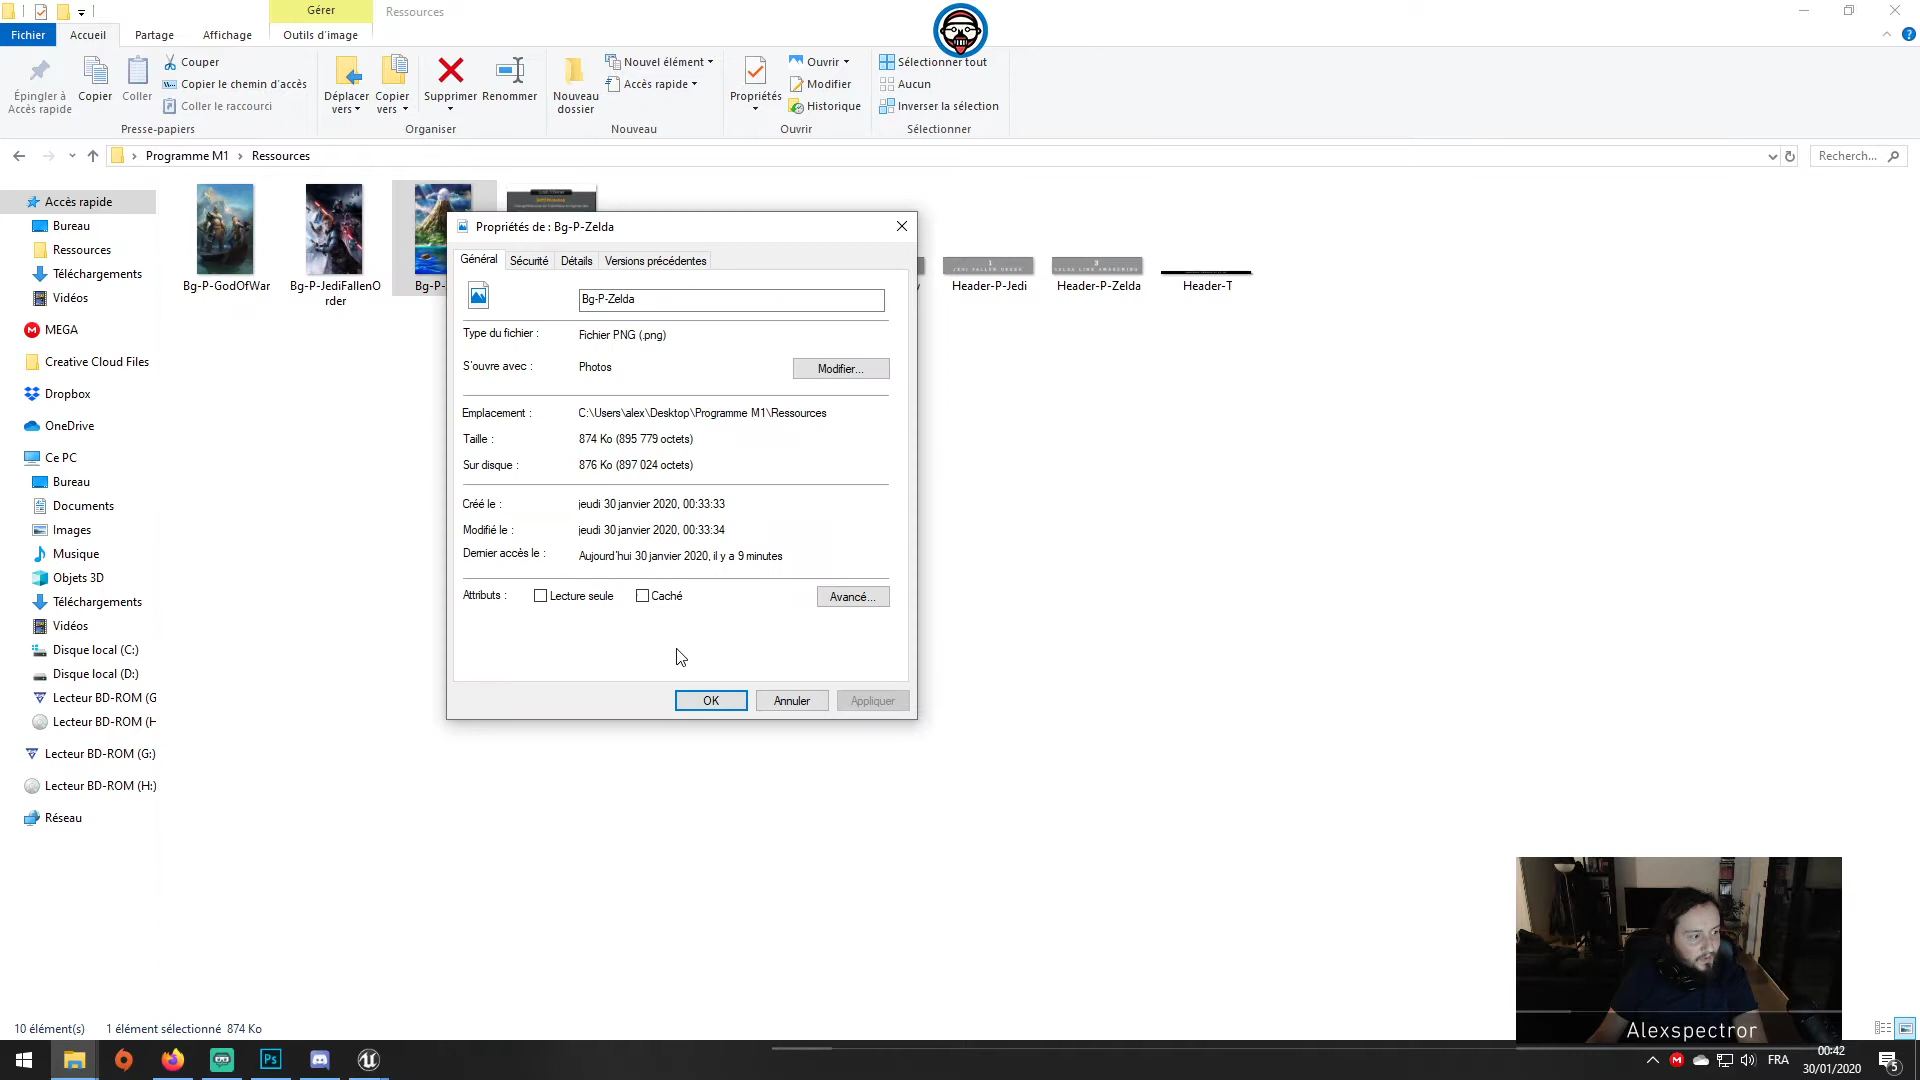 Gérer
Ressources
Fichier
Accueil
Partage
Affichage
Outils d'image
Épingler à
Accès rapide
Copier
Coller
Couper
Copier le chemin d'accès
Coller le raccourci
Presse-papiers
Déplacer
vers
Copier
vers
Supprimer
Renommer
Organiser
Nouveau
dossier
Nouvel élément
Accès rapide
Nouveau
Propriétés
Ouvrir
Modifier
Historique
Ouvrir
Sélectionner tout
Aucun
Inverser la sélection
Sélectionner
Programme M1 > Ressources
Recherch...
Accès rapide
Bureau
Ressources
Téléchargements
Vidéos
MEGA
Creative Cloud Files
Dropbox
OneDrive
Ce PC
Bureau
Documents
Images
Musique
Objets 3D
Téléchargements
Vidéos
Disque local (C:)
Disque local (D:)
Lecteur BD-ROM (G
Lecteur BD-ROM (H
Lecteur BD-ROM (G:)
Lecteur BD-ROM (H:)
Réseau
Bg-P-GodOfWar
Bg-P-JediFallenO
rder
Bg-P-
1
JEDI FALLEN ORDER
Header-P-Jedi
3
ZELDA LINK AWAKENING
Header-P-Zelda
Header-T
Propriétés de : Bg-P-Zelda
Général
Sécurité
Détails
Versions précédentes
Bg-P-Zelda
Type du fichier :
Fichier PNG (.png)
S'ouvre avec :
Photos
Modifier...
Emplacement :
C:\Users\alex\Desktop\Programme M1\Ressources
Taille :
874 Ko (895 779 octets)
Sur disque :
876 Ko (897 024 octets)
Créé le :
jeudi 30 janvier 2020, 00:33:33
Modifié le :
jeudi 30 janvier 2020, 00:33:34
Dernier accès le :
Aujourd'hui 30 janvier 2020, il y a 9 minutes
Attributs :
Lecture seule
Caché
Avancé...
OK
Annuler
Appliquer
Alexspectror
10 élément(s)
1 élément sélectionné 874 Ko
Ps
FRA
00:42
30/01/2020
5